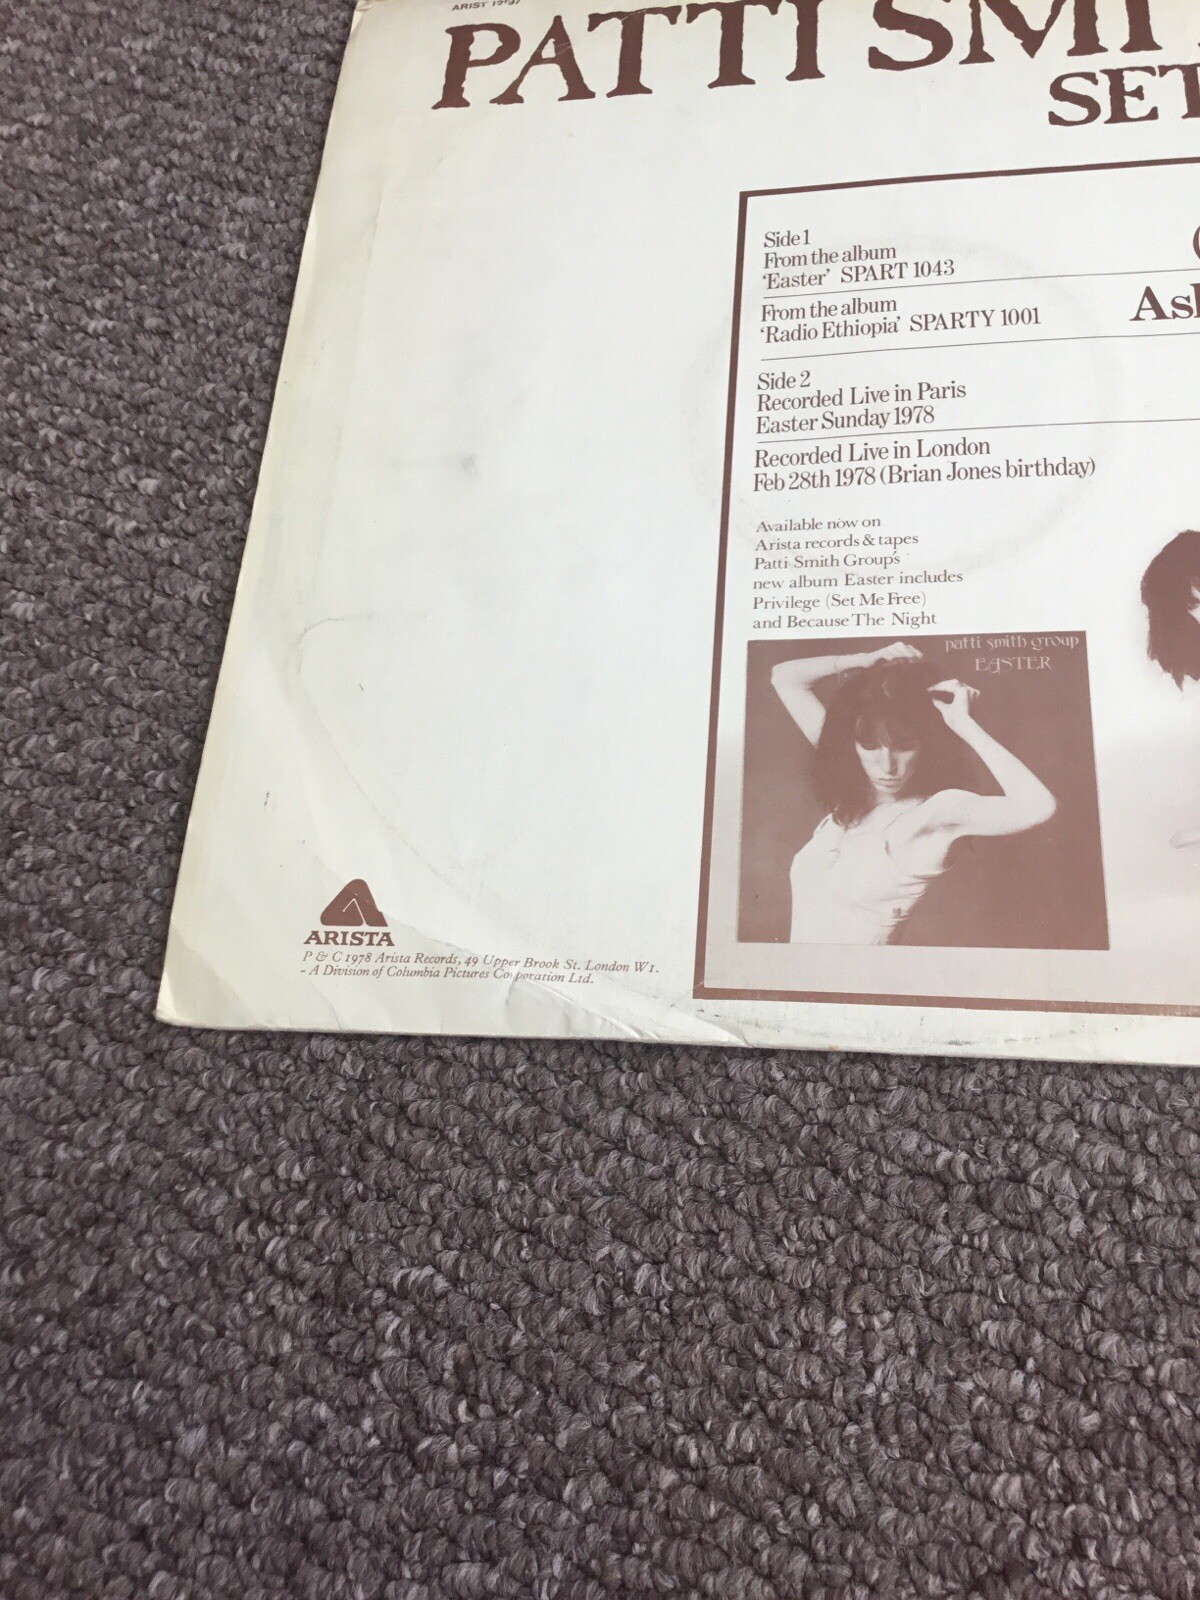 ARIST
PATTI SMI
SET
Side 1
From the album
'Easter' SPART 1043
From the album
'Radio Ethiopia' SPARTY 1001
Ash
Side 2
Recorded Live in Paris
Easter Sunday 1978
Recorded Live in London
Feb 28th 1978 (Brian Jones birthday)
Available now on
Arista records & tapes
Patti Smith Group's
new album Easter includes
Privilege (Set Me Free)
and Because The Night
patti smith group
EASTER
ARISTA
P & C 1978 Arista Records, 49 Upper Brook St. London W1.
- A Division of Columbia Pictures Corporation Ltd.